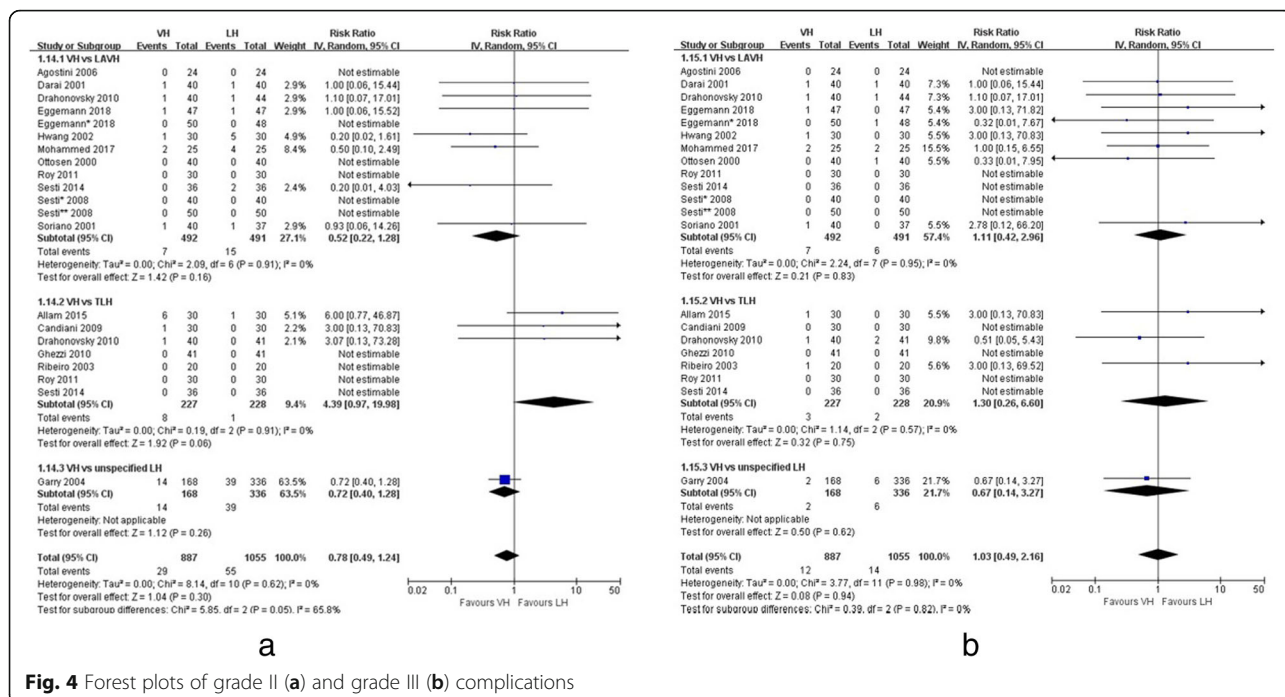 VH LH Risk Ratio Risk Ratio
Study or Subgroup Events Total Events Total Weight IV, Random, 95% CI IV, Random, 95% CI
1.14.1 VH vs LAVH
Agostini 2006 0 24 0 24 Not estimable
Darai 2001 1 40 1 40 2.9% 1.00 [0.06, 15.44]
Drahonovsky 2010 1 40 1 44 2.9% 1.10 [0.07, 17.01]
Eggemann 2018 1 47 1 47 2.9% 1.00 [0.06, 15.52]
Eggemann* 2018 0 50 0 48 Not estimable
Hwang 2002 1 30 5 30 4.9% 0.20 [0.02, 1.61]
Mohammed 2017 2 25 4 25 8.4% 0.50 [0.10, 2.49]
Ottosen 2000 0 40 0 40 Not estimable
Roy 2011 0 30 0 30 Not estimable
Sesti 2014 0 36 2 36 2.4% 0.20 [0.01, 4.03]
Sesti* 2008 0 40 0 40 Not estimable
Sesti** 2008 0 50 0 50 Not estimable
Soriano 2001 1 40 1 37 2.9% 0.93 [0.06, 14.26]
Subtotal (95% CI) 492 491 27.1% 0.52 [0.22, 1.28]
Total events 7 15
Heterogeneity: Tau² = 0.00; Chi² = 2.09, df = 6 (P = 0.91); I² = 0%
Test for overall effect: Z = 1.42 (P = 0.16)
1.14.2 VH vs TLH
Allam 2015 6 30 1 30 5.1% 6.00 [0.77, 46.87]
Candiani 2009 1 30 0 30 2.2% 3.00 [0.13, 70.83]
Drahonovsky 2010 1 40 0 41 2.1% 3.07 [0.13, 73.28]
Ghezzi 2010 0 41 0 41 Not estimable
Ribeiro 2003 0 20 0 20 Not estimable
Roy 2011 0 30 0 30 Not estimable
Sesti 2014 0 36 0 36 Not estimable
Subtotal (95% CI) 227 228 9.4% 4.39 [0.97, 19.98]
Total events 8 1
Heterogeneity: Tau² = 0.00; Chi² = 0.19, df = 2 (P = 0.91); I² = 0%
Test for overall effect: Z = 1.92 (P = 0.06)
1.14.3 VH vs unspecified LH
Garry 2004 14 168 39 336 63.5% 0.72 [0.40, 1.28]
Subtotal (95% CI) 168 336 63.5% 0.72 [0.40, 1.28]
Total events 14 39
Heterogeneity: Not applicable
Test for overall effect: Z = 1.12 (P = 0.26)
Total (95% CI) 887 1055 100.0% 0.78 [0.49, 1.24]
Total events 29 55
Heterogeneity: Tau² = 0.00; Chi² = 8.14, df = 10 (P = 0.62); I² = 0%
Test for overall effect: Z = 1.04 (P = 0.30)
Test for subgroup differences: Chi² = 5.85, df = 2 (P = 0.05), I² = 65.8%
0.02 0.1 1 10 50
Favours VH Favours LH
a
VH LH Risk Ratio Risk Ratio
Study or Subgroup Events Total Events Total Weight IV, Random, 95% CI IV, Random, 95% CI
1.15.1 VH vs LAVH
Agostini 2006 0 24 0 24 Not estimable
Darai 2001 1 40 1 40 7.3% 1.00 [0.06, 15.44]
Drahonovsky 2010 1 40 1 44 7.3% 1.10 [0.07, 17.01]
Eggemann 2018 1 47 0 47 5.4% 3.00 [0.13, 71.82]
Eggemann* 2018 0 50 1 48 5.4% 0.32 [0.01, 7.67]
Hwang 2002 1 30 0 30 5.5% 3.00 [0.13, 70.83]
Mohammed 2017 2 25 2 25 15.5% 1.00 [0.15, 6.55]
Ottosen 2000 0 40 1 40 5.5% 0.33 [0.01, 7.95]
Roy 2011 0 30 0 30 Not estimable
Sesti 2014 0 36 0 36 Not estimable
Sesti* 2008 0 40 0 40 Not estimable
Sesti** 2008 0 50 0 50 Not estimable
Soriano 2001 1 40 0 37 5.5% 2.78 [0.12, 66.20]
Subtotal (95% CI) 492 491 57.4% 1.11 [0.42, 2.96]
Total events 7 6
Heterogeneity: Tau² = 0.00; Chi² = 2.24, df = 7 (P = 0.95); I² = 0%
Test for overall effect: Z = 0.21 (P = 0.83)
1.15.2 VH vs TLH
Allam 2015 1 30 0 30 5.5% 3.00 [0.13, 70.83]
Candiani 2009 0 30 0 30 Not estimable
Drahonovsky 2010 1 40 2 41 9.8% 0.51 [0.05, 5.43]
Ghezzi 2010 0 41 0 41 Not estimable
Ribeiro 2003 1 20 0 20 5.6% 3.00 [0.13, 69.52]
Roy 2011 0 30 0 30 Not estimable
Sesti 2014 0 36 0 36 Not estimable
Subtotal (95% CI) 227 228 20.9% 1.30 [0.26, 6.60]
Total events 3 2
Heterogeneity: Tau² = 0.00; Chi² = 1.14, df = 2 (P = 0.57); I² = 0%
Test for overall effect: Z = 0.32 (P = 0.75)
1.15.3 VH vs unspecified LH
Garry 2004 2 168 6 336 21.7% 0.67 [0.14, 3.27]
Subtotal (95% CI) 168 336 21.7% 0.67 [0.14, 3.27]
Total events 2 6
Heterogeneity: Not applicable
Test for overall effect: Z = 0.50 (P = 0.62)
Total (95% CI) 887 1055 100.0% 1.03 [0.49, 2.16]
Total events 12 14
Heterogeneity: Tau² = 0.00; Chi² = 3.77, df = 11 (P = 0.98); I² = 0%
Test for overall effect: Z = 0.08 (P = 0.94)
Test for subgroup differences: Chi² = 0.39, df = 2 (P = 0.82), I² = 0%
0.02 0.1 1 10 50
Favours VH Favours LH
b
Fig. 4 Forest plots of grade II (a) and grade III (b) complications